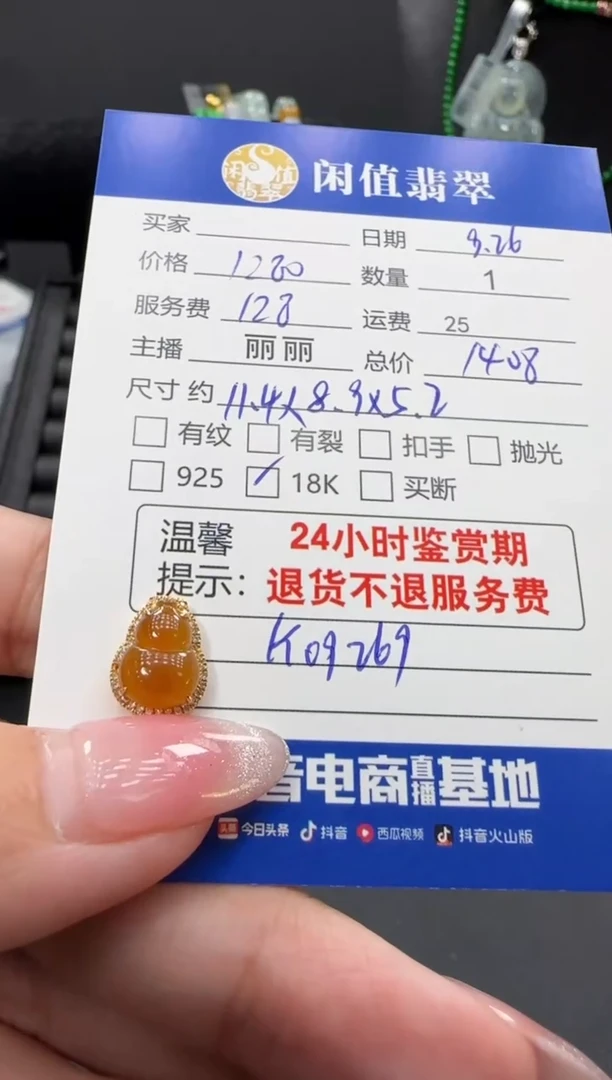 闲值
翡翠
闲值翡翠
买家 日期 9.26
价格 1280 数量 1
服务费 128 运费 25
主播 丽丽 总价 1408
尺寸 约 11.4x8.9x5.2
有纹 有裂 扣手 抛光
925 18K 买断
温馨 24小时鉴赏期
提示: 退货不退服务费
K09269
音电商直播基地
头条 今日头条 抖音 西瓜视频 抖音火山版